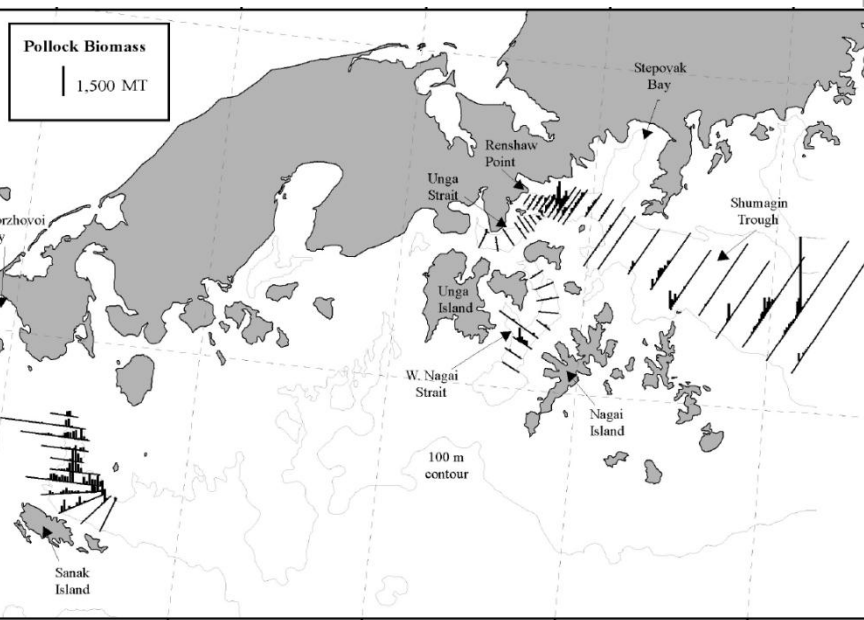 Pollock Biomass
1,500 MT
Stepovak
Bay
Renshaw
Point
Unga
Strait
Shumagin
Trough
orzhovoi
y
Unga
Island
W. Nagai
Strait
Nagai
Island
100 m
contour
Sanak
Island